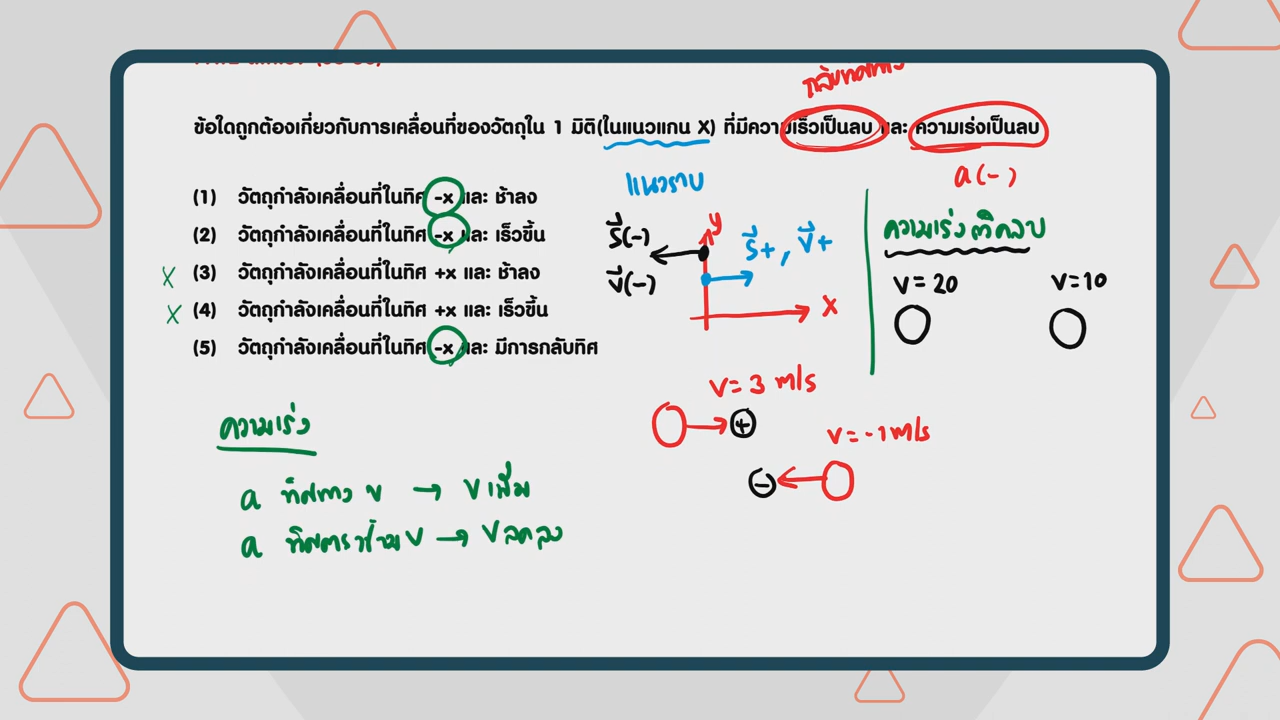 ข้อใดถูกต้องเกี่ยวกับการเคลื่อนที่ของวัตถุใน 1 มิติ(ในแนวแกน X) ที่มีความเร็วเป็นลบ และ ความเร่งเป็นลบ
a (-)
(1) วัตถุกำลังเคลื่อนที่ในทิศ -x และ ช้าลง
(2) วัตถุกำลังเคลื่อนที่ในทิศ -x และ เร็วขึ้น
x (3) วัตถุกำลังเคลื่อนที่ในทิศ +x และ ช้าลง
x (4) วัตถุกำลังเคลื่อนที่ในทิศ +x และ เร็วขึ้น
(5) วัตถุกำลังเคลื่อนที่ในทิศ -x และ มีการกลับทิศ
แนวราบ
y
S(-)
V(-)
S+ , V+
X
ความเร่งติดลบ
V = 20
V = 10
V = 3 m/s
+
V = -1 m/s
-
ความเร่ง
a ทิศทาง v → v เพิ่ม
a ทิศตรงข้าม v → v ลดลง